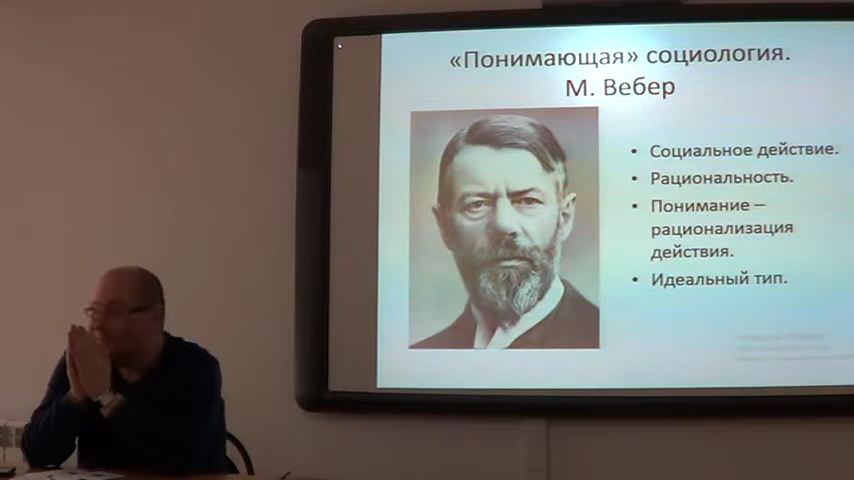 «Понимающая» социология.
М. Вебер
• Социальное действие.
• Рациональность.
• Понимание –
рационализация
действия.
• Идеальный тип.